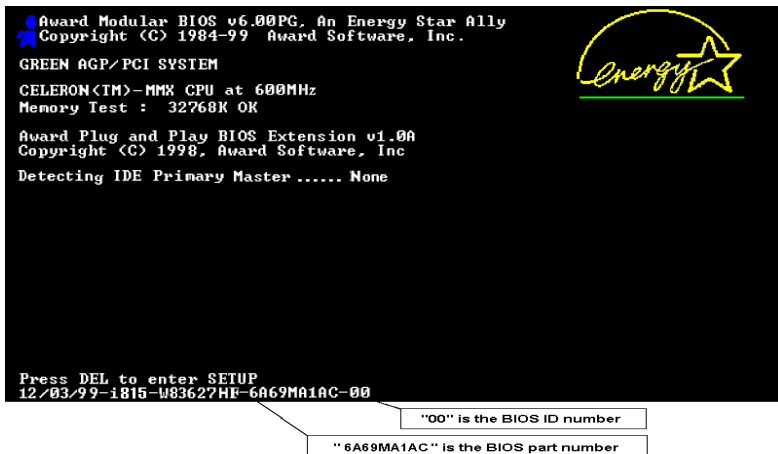 Award Modular BIOS v6.00PG, An Energy Star Ally
Copyright (C) 1984-99 Award Software, Inc.
energy
GREEN AGP/PCI SYSTEM
CELERON(TM)-MMX CPU at 600MHz
Memory Test : 32768K OK
Award Plug and Play BIOS Extension v1.0A
Copyright (C) 1998, Award Software, Inc
Detecting IDE Primary Master ...... None
Press DEL to enter SETUP
12/03/99-i815-W83627HF-6A69MA1AC-00
"00" is the BIOS ID number
"6A69MA1AC" is the BIOS part number